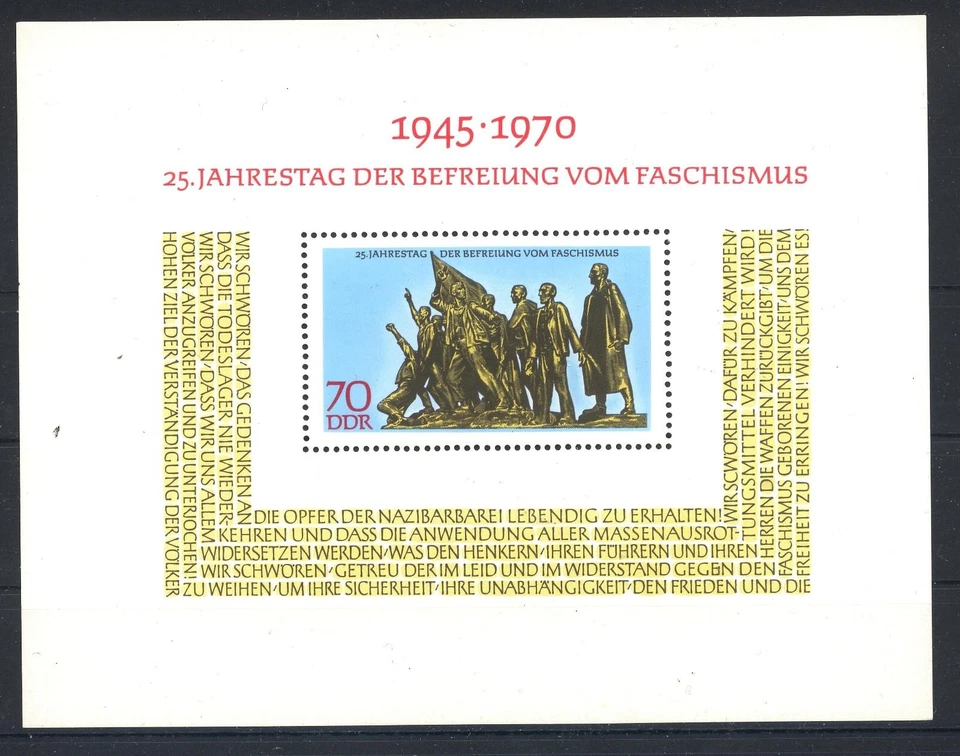 1945·1970
25. JAHRESTAG DER BEFREIUNG VOM FASCHISMUS
25. JAHRESTAG DER BEFREIUNG VOM FASCHISMUS
70
DDR
WIR SCHWÖREN, DAS GEDENKEN AN
DIE OPFER DER NAZIBARBAREI LEBENDIG ZU ERHALTEN!
WIR SCWÖREN, DAFÜR ZU KÄMPFEN,
DASS DIE TODESLAGER NIE WIEDER-
KEHREN UND DASS DIE ANWENDUNG ALLER MASSENAUSROT-
TUNGSMITTEL VERHINDERT WIRD!
WIR SCHWÖREN, DASS WIR UNS ALLEM
WIDERSETZEN WERDEN, WAS DEN HENKERN, IHREN FÜHRERN UND IHREN
HERREN DIE WAFFEN ZURÜCKGIBT, UM DIE
VÖLKER ANZUGREIFEN UND ZU UNTERJOCHEN!
WIR SCHWÖREN, GETREU DER IM LEID UND IM WIDERSTAND GEGEN DEN
FASCHISMUS GEBORENEN EINIGKEIT, UNS DEM
HOHEN ZIEL DER VERSTÄNDIGUNG DER VÖLKER
ZU WEIHEN, UM IHRE SICHERHEIT, IHRE UNABHÄNGIGKEIT, DEN FRIEDEN UND DIE
FREIHEIT ZU ERRINGEN! WIR SCHWÖREN ES!